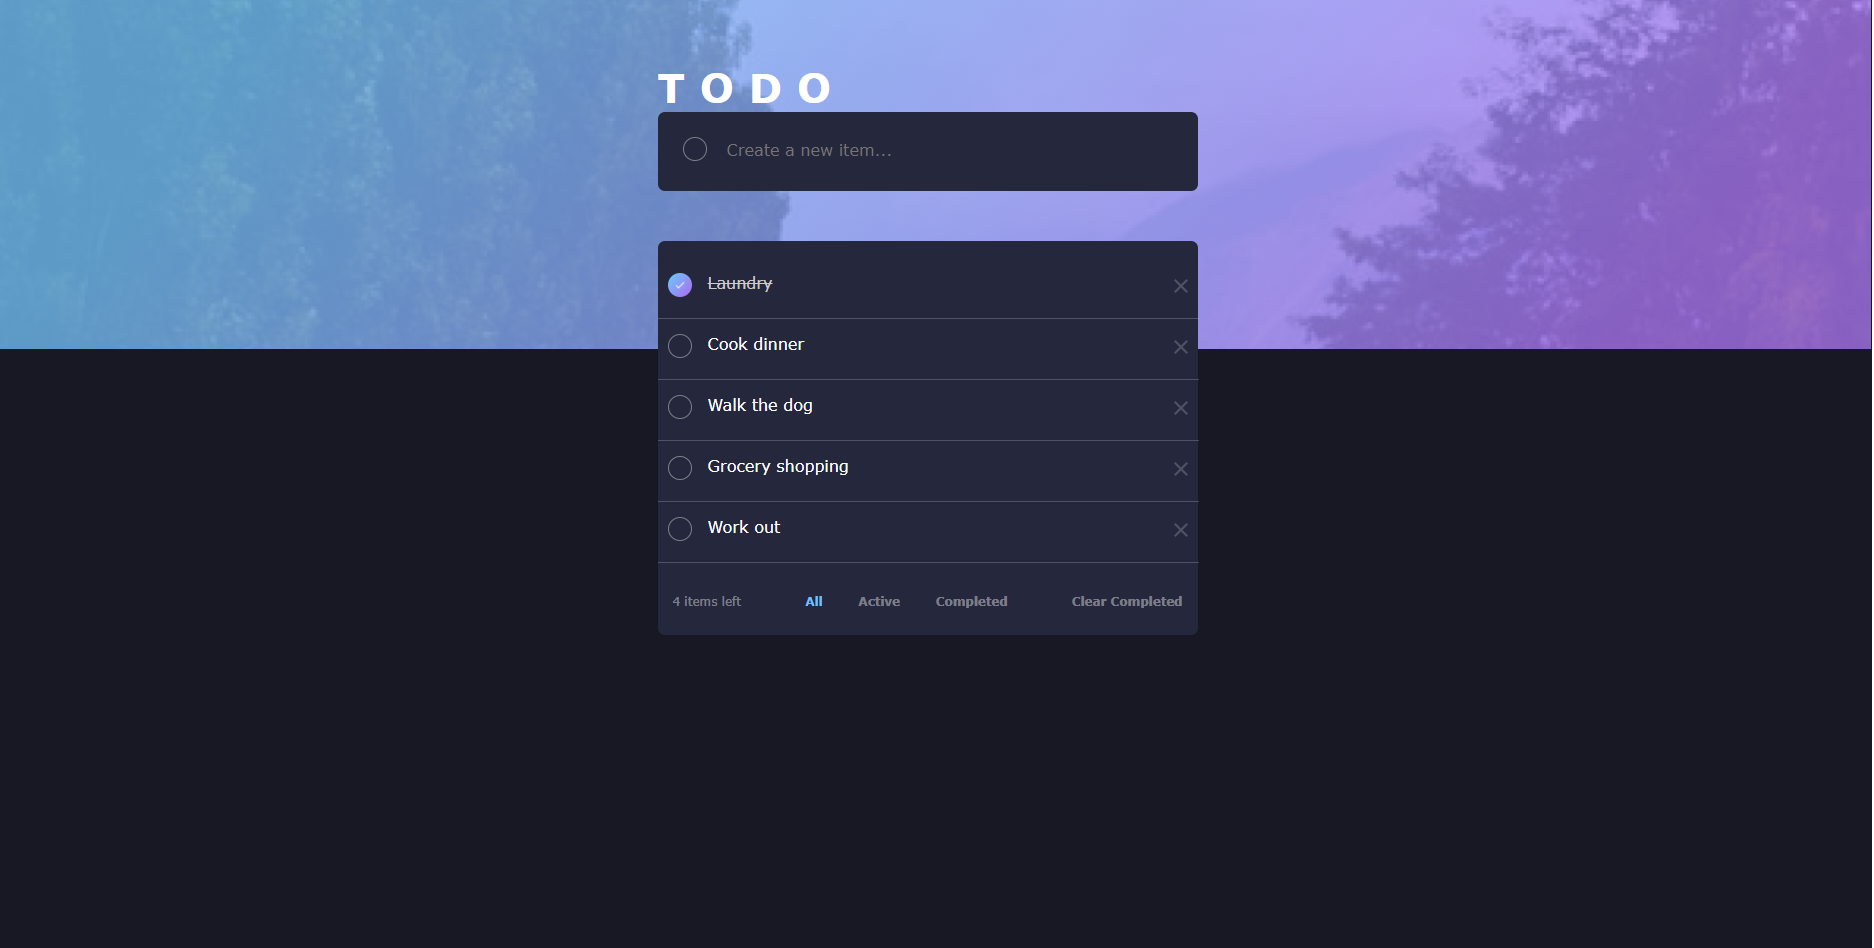 TODO
Create a new item...
Laundry
Cook dinner
Walk the dog
Grocery shopping
Work out
4 items left All Active Completed Clear Completed